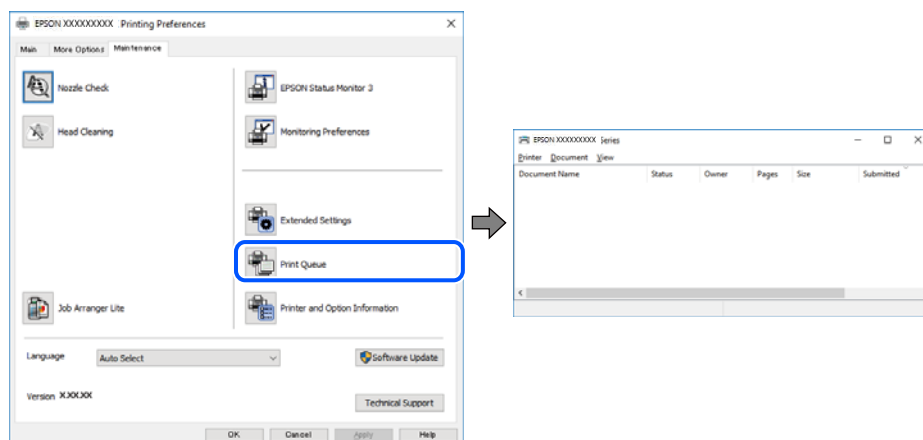 EPSON XXXXXXXXX Printing Preferences
Main More Options Maintenance
Nozzle Check
EPSON Status Monitor 3
Head Cleaning
Monitoring Preferences
Extended Settings
Print Queue
Job Arranger Lite
Printer and Option Information
Language Auto Select
Software Update
Version X.XX.XX
Technical Support
OK Cancel Apply Help
EPSON XXXXXXXXX Series
Printer Document View
Document Name Status Owner Pages Size Submitted